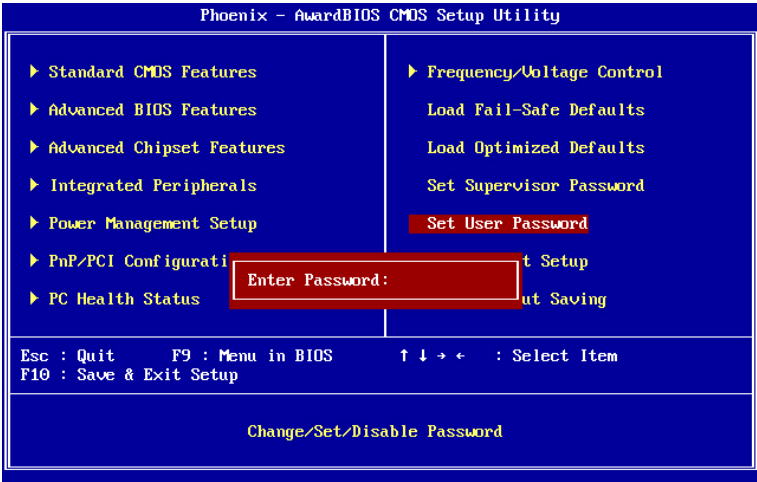 Phoenix - AwardBIOS CMOS Setup Utility
Standard CMOS Features
Advanced BIOS Features
Advanced Chipset Features
Integrated Peripherals
Power Management Setup
PnP/PCI Configurati
PC Health Status
Frequency/Voltage Control
Load Fail-Safe Defaults
Load Optimized Defaults
Set Supervisor Password
Set User Password
t Setup
ut Saving
Enter Password:
Esc : Quit F9 : Menu in BIOS ↑ ↓ → ← : Select Item
F10 : Save & Exit Setup
Change/Set/Disable Password